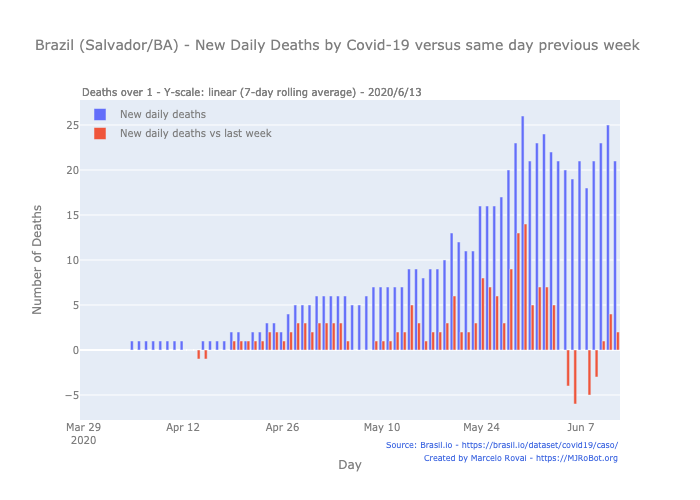 Brazil (Salvador/BA) - New Daily Deaths by Covid-19 versus same day previous week
Deaths over 1 - Y-scale: linear (7-day rolling average) - 2020/6/13
New daily deaths
New daily deaths vs last week
25
20
15
10
5
0
−5
Number of Deaths
Mar 29
2020
Apr 12
Apr 26
May 10
May 24
Jun 7
Source: Brasil.io - https://brasil.io/dataset/covid19/caso/
Created by Marcelo Rovai - https://MJRoBot.org
Day